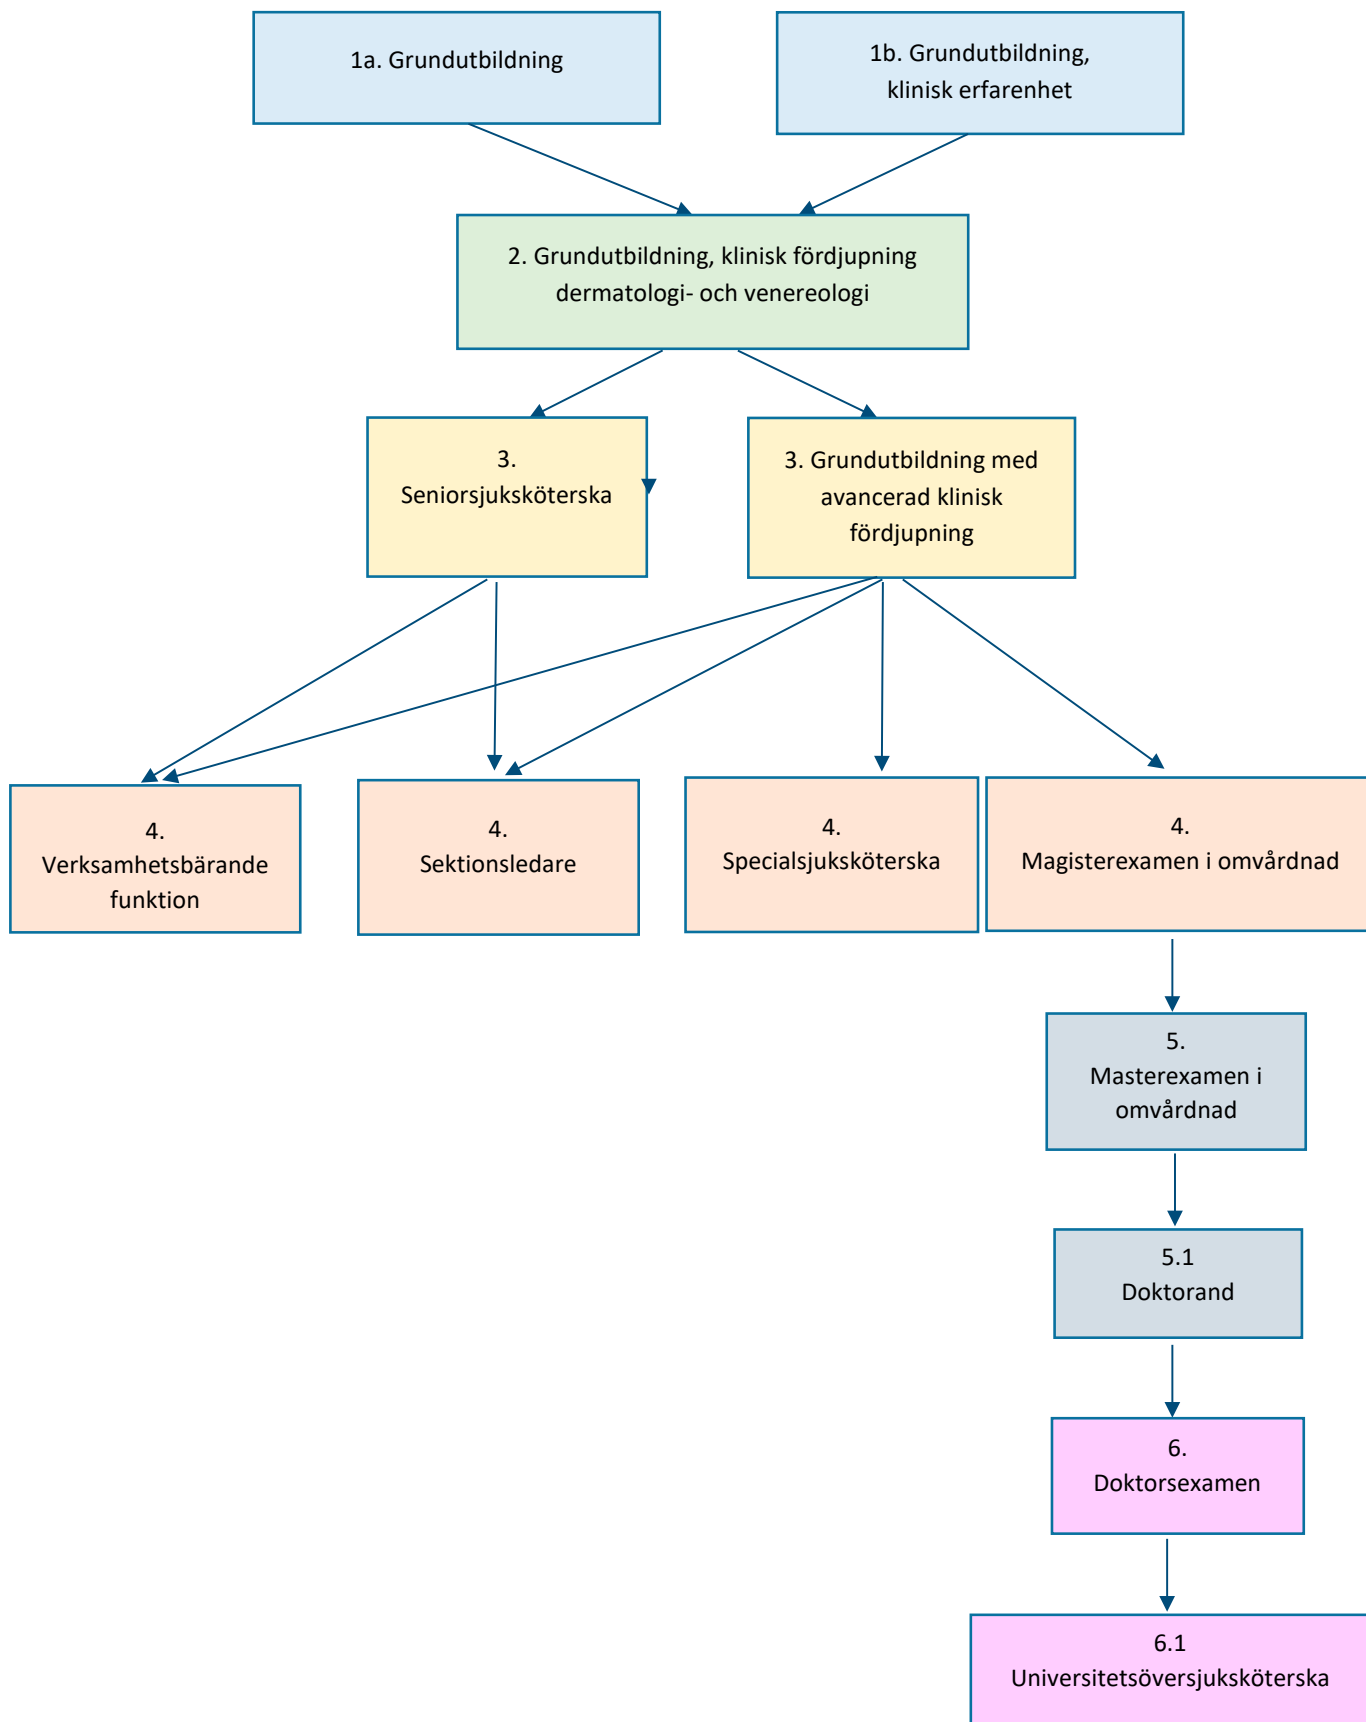 1a. Grundutbildning
1b. Grundutbildning,
klinisk erfarenhet
2. Grundutbildning, klinisk fördjupning
dermatologi- och venereologi
3.
Seniorsjuksköterska
3. Grundutbildning med
avancerad klinisk
fördjupning
4.
Verksamhetsbärande
funktion
4.
Sektionsledare
4.
Specialsjuksköterska
4.
Magisterexamen i omvårdnad
5.
Masterexamen i
omvårdnad
5.1
Doktorand
6.
Doktorsexamen
6.1
Universitetsöversjuksköterska